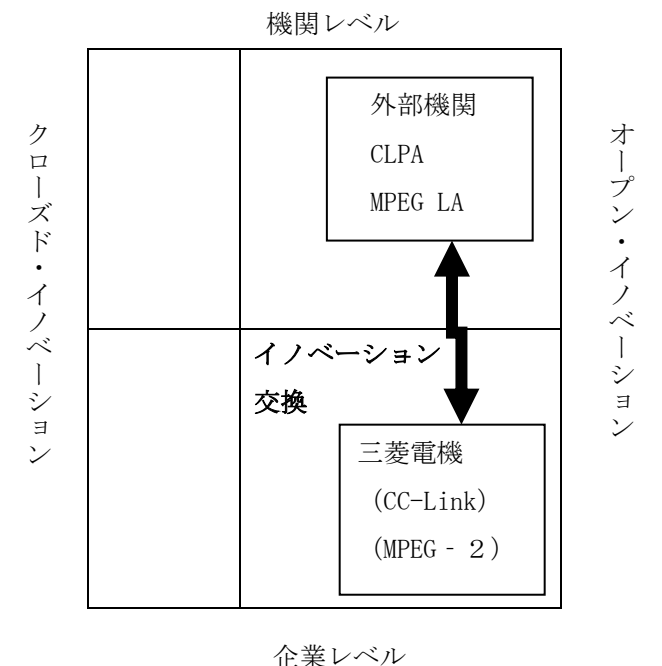 機関レベル
クローズド・イノベーション
外部機関
CLPA
MPEG LA
オープン・イノベーション
イノベーション
交換
三菱電機
(CC-Link)
(MPEG‐２)
企業レベル